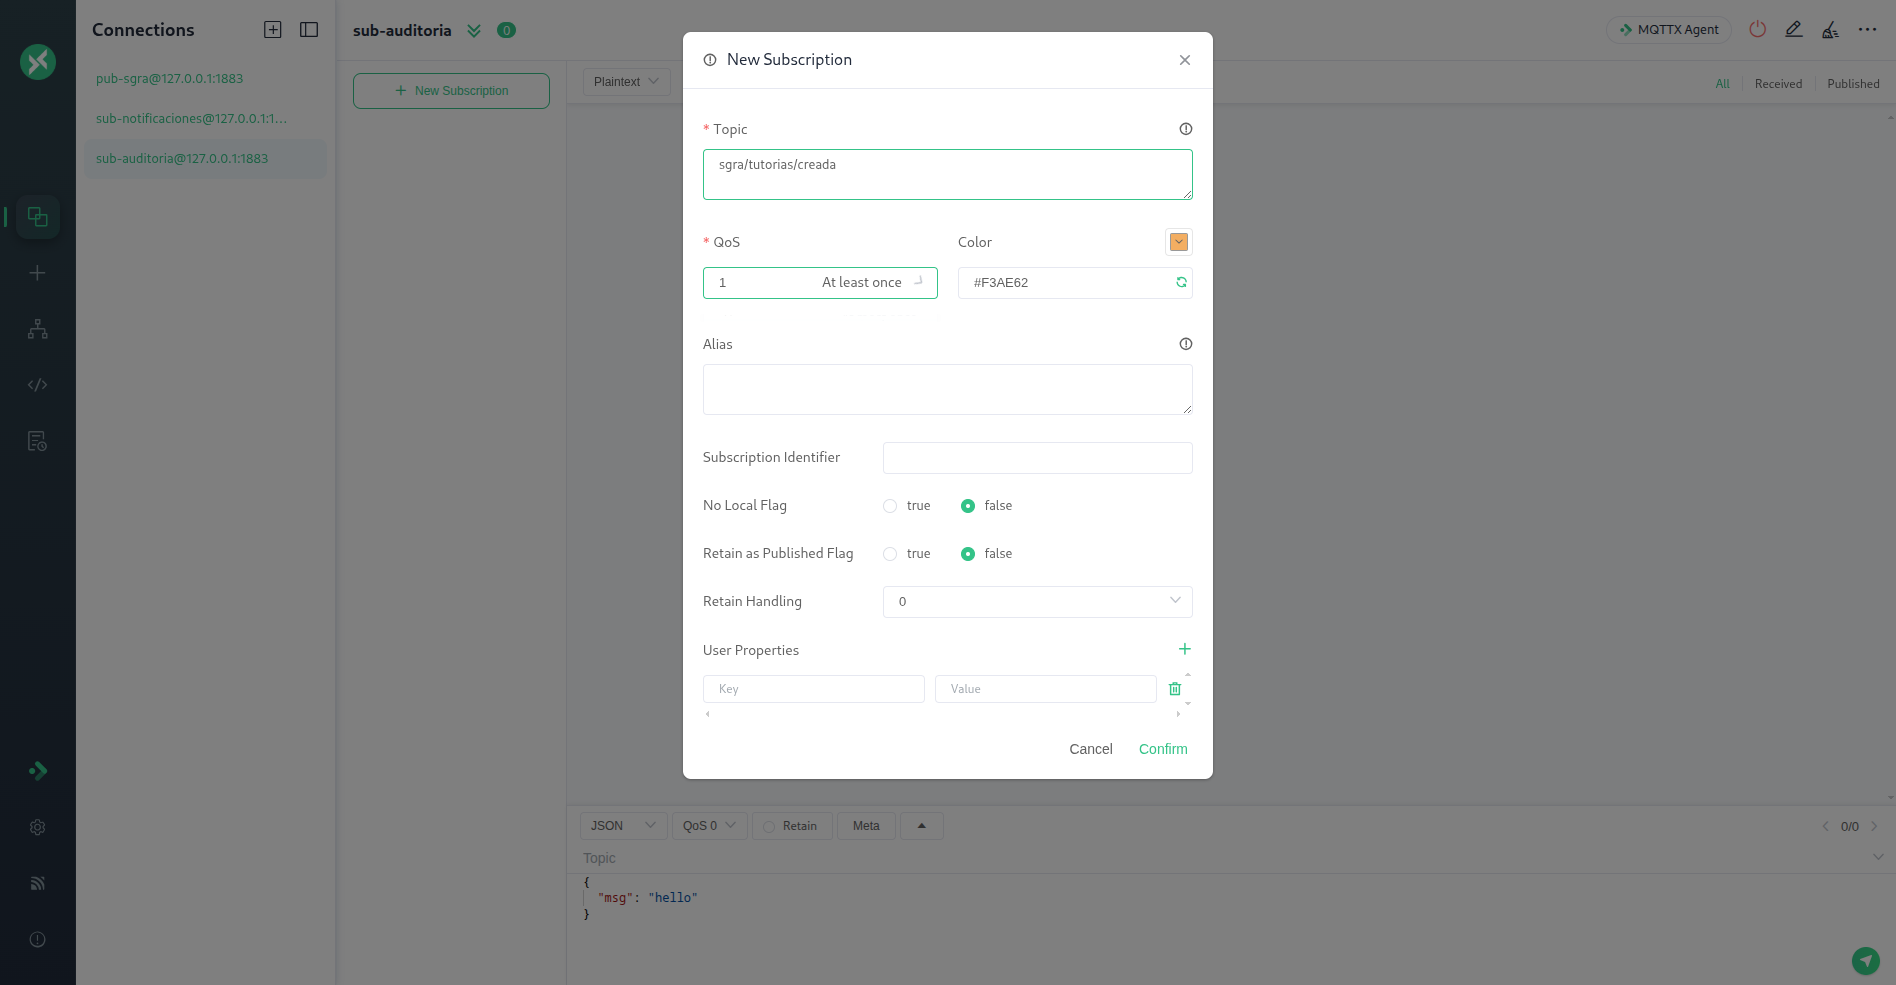 Connections
pub-sgra@127.0.0.1:1883
sub-notificaciones@127.0.0.1:1...
sub-auditoria@127.0.0.1:1883
sub-auditoria 0
+ New Subscription
MQTTX Agent
Plaintext
All Received Published
New Subscription
* Topic
sgra/tutorias/creada
* QoS Color
1 At least once #F3AE62
Alias
Subscription Identifier
No Local Flag true false
Retain as Published Flag true false
Retain Handling 0
User Properties
Key Value
Cancel Confirm
JSON QoS 0 Retain Meta 0/0
Topic
{
"msg": "hello"
}